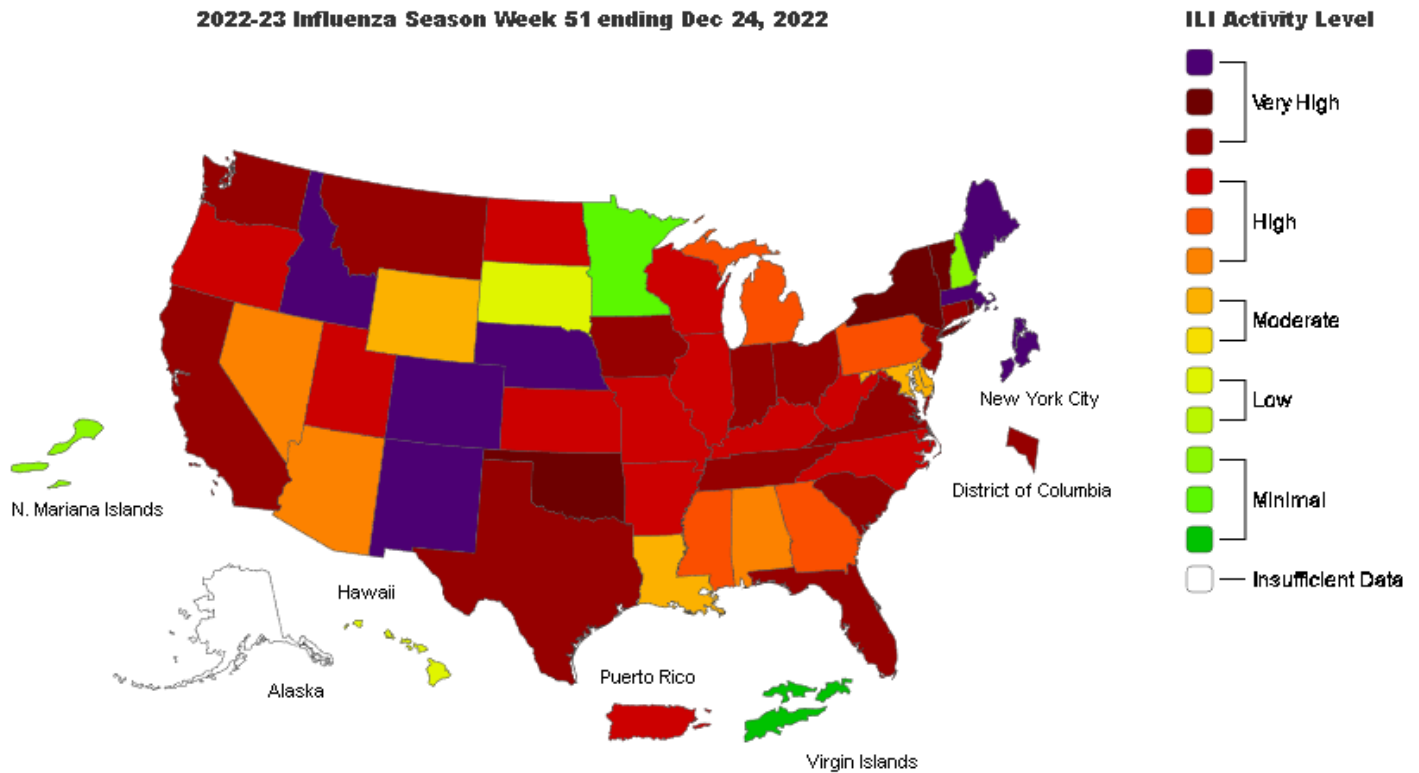 2022-23 Influenza Season Week 51 ending Dec 24, 2022
ILI Activity Level
Very High
High
Moderate
Low
Minimal
Insufficient Data
New York City
District of Columbia
N. Mariana Islands
Hawaii
Alaska
Puerto Rico
Virgin Islands